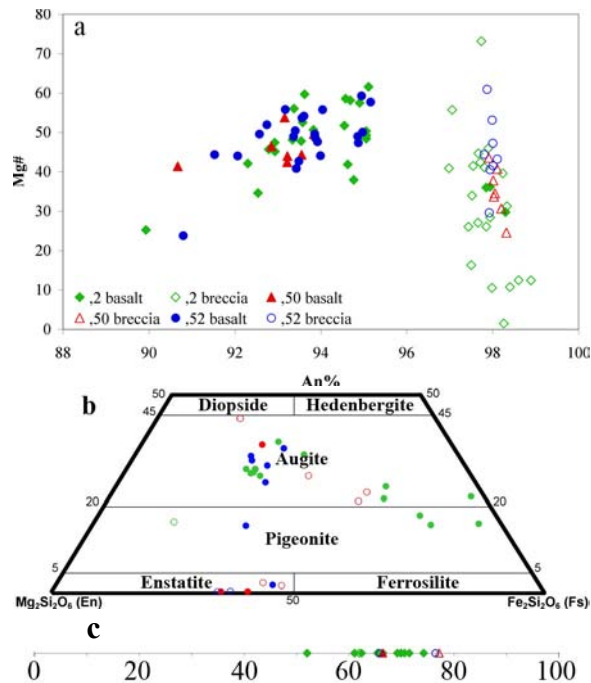 a
80
70
60
50
40
30
20
10
0
Mg#
,2 basalt ,2 breccia ,50 basalt
,50 breccia ,52 basalt ,52 breccia
88 90 92 94 96 98 100
An%
b
50 50
45 Diopside Hedenbergite 45
Augite
20 20
Pigeonite
5 5
Enstatite Ferrosilite
Mg₂Si₂O₆ (En) 50 Fe₂Si₂O₆ (Fs)
c
0 20 40 60 80 100